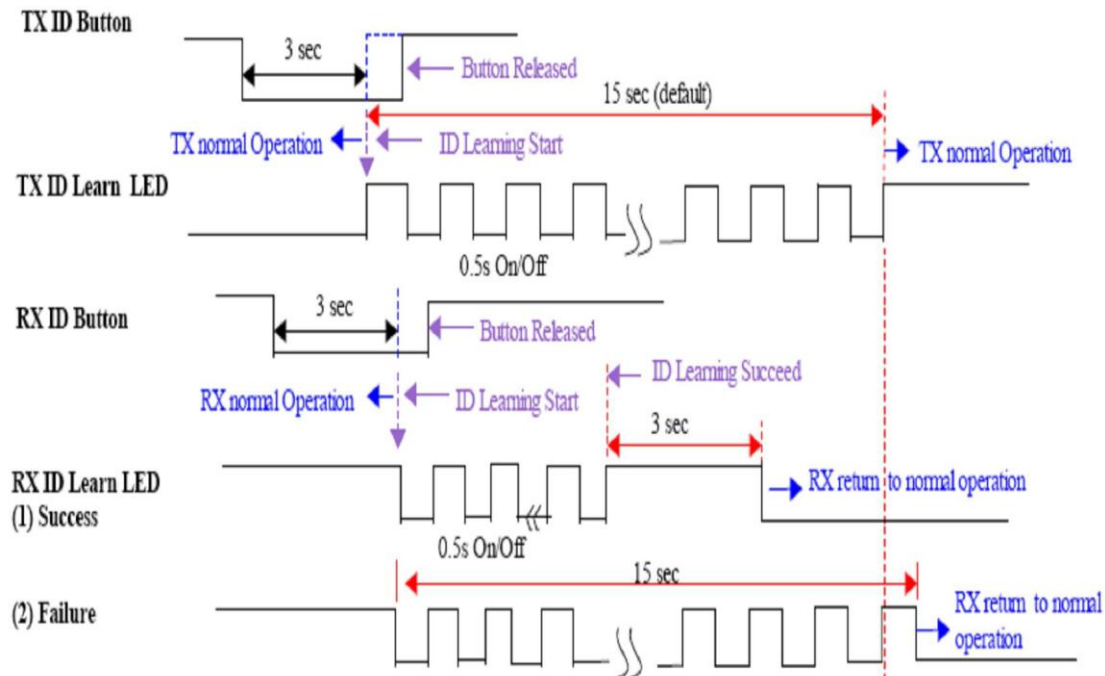 TX ID Button
3 sec
Button Released
15 sec (default)
TX normal Operation
ID Learning Start
TX normal Operation
TX ID Learn LED
0.5s On/Off
RX ID Button
3 sec
Button Released
ID Learning Succeed
RX normal Operation
ID Learning Start
3 sec
RX ID Learn LED
(1) Success
RX return to normal operation
0.5s On/Off
15 sec
(2) Failure
RX return to normal
operation